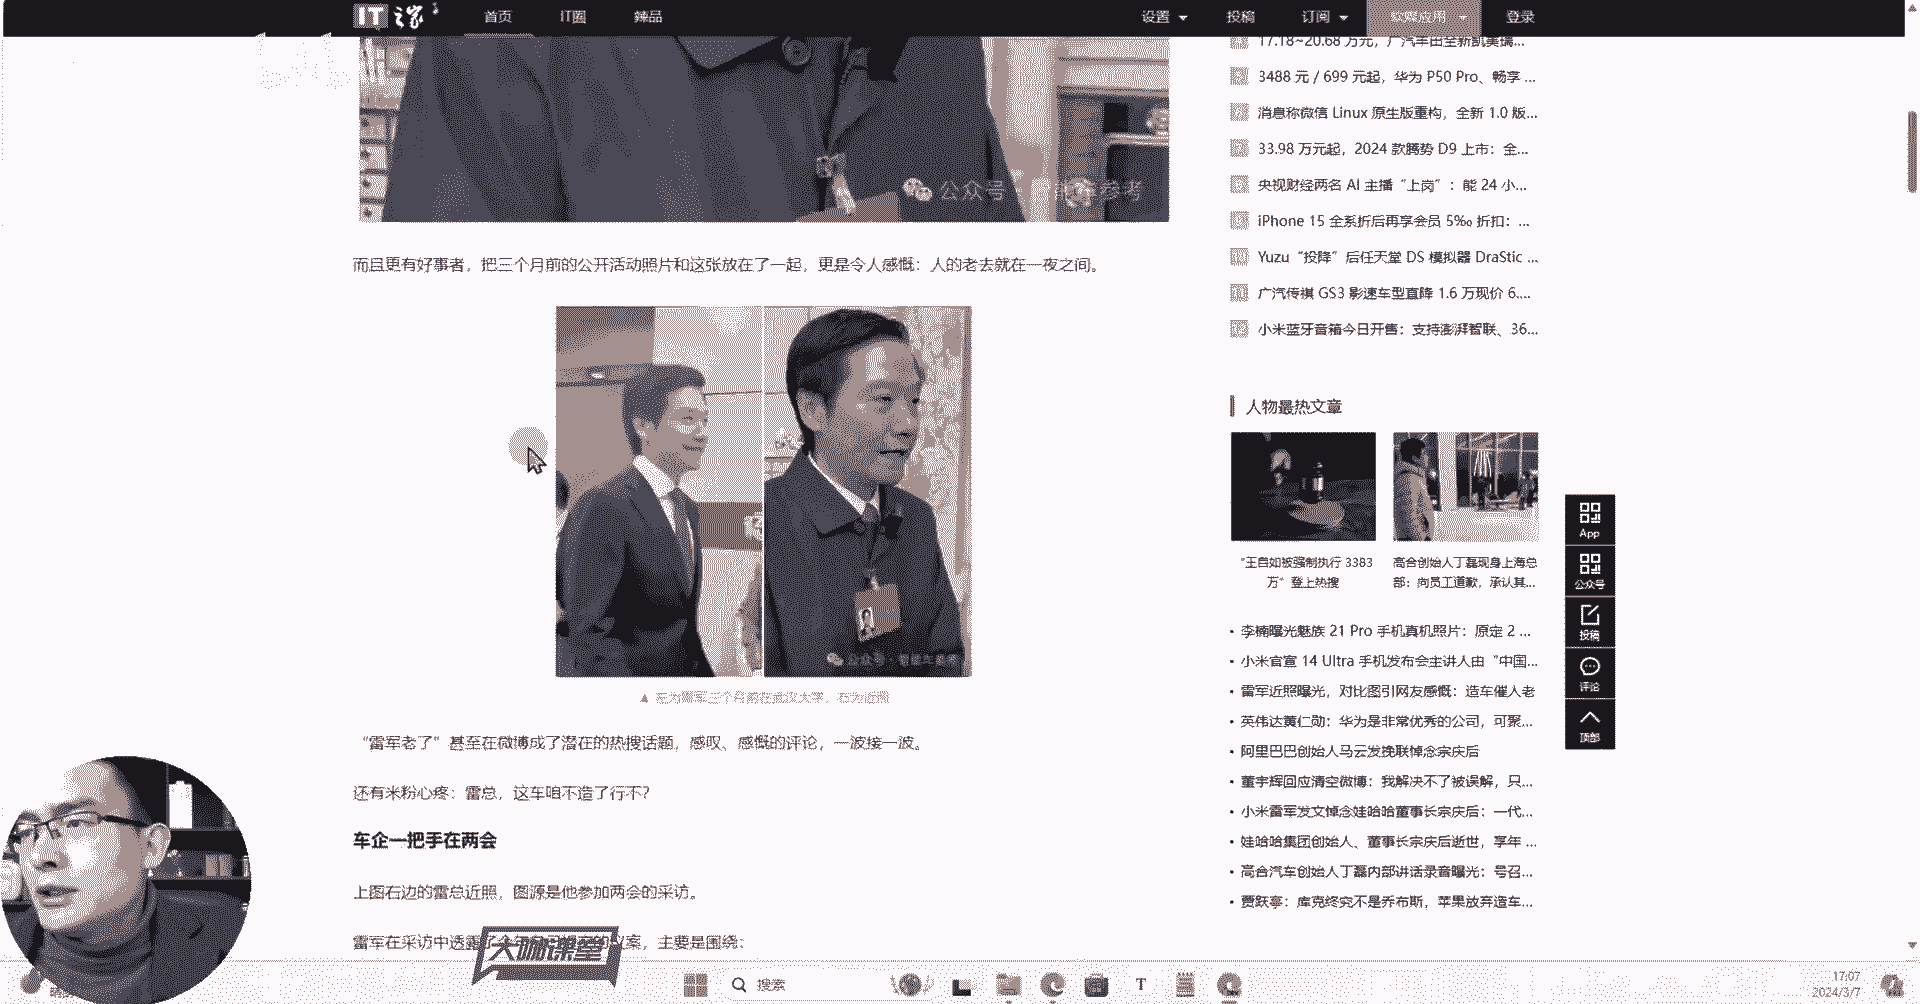 IT之家
首页
IT圈
辣品
设置
投稿
订阅
软媒应用
登录
公众号
参考
而且更有好事者，把三个月前的公开活动照片和这张放在了一起，更是令人感慨：人的老去就在一夜之间。
公众号·智能车参考
▲ 左为雷军三个月前在武汉大学，右为近照
“雷军老了”甚至在微博成了潜在的热搜话题，感叹、感慨的评论，一波接一波。
还有米粉心疼：雷总，这车咱不造了行不？
车企一把手在两会
上图右边的雷总近照，图源是他参加两会的采访。
雷军在采访中透露了
议案，主要是围绕：
大咖课堂
17.18~20.68 万元，广汽丰田全新凯美瑞...
3488 元 / 699 元起，华为 P50 Pro、畅享 ...
消息称微信 Linux 原生版重构，全新 1.0 版...
33.98 万元起，2024 款腾势 D9 上市：全...
央视财经两名 AI 主播“上岗”：能 24 小...
iPhone 15 全系折后再享会员 5‰ 折扣：...
Yuzu“投降”后任天堂 DS 模拟器 DraStic ...
广汽传祺 GS3 影速车型直降 1.6 万现价 6....
小米蓝牙音箱今日开售：支持澎湃智联、36...
人物最热文章
“王自如被强制执行 3383
万”登上热搜
高合创始人丁磊现身上海总
部：向员工道歉，承认其...
• 李楠曝光魅族 21 Pro 手机真机照片：原定 2 ...
• 小米官宣 14 Ultra 手机发布会主讲人由“中国...
• 雷军近照曝光，对比图引网友感慨：造车催人老
• 英伟达黄仁勋：华为是非常优秀的公司，可聚...
• 阿里巴巴创始人马云发挽联悼念宗庆后
• 董宇辉回应清空微博：我解决不了被误解，只...
• 小米雷军发文悼念娃哈哈董事长宗庆后：一代...
• 娃哈哈集团创始人、董事长宗庆后逝世，享年 ...
• 高合汽车创始人丁磊内部讲话录音曝光：号召...
• 贾跃亭：库克终究不是乔布斯，苹果放弃造车...
App
公众号
投稿
评论
顶部
搜索
T
17:07
2024/3/7